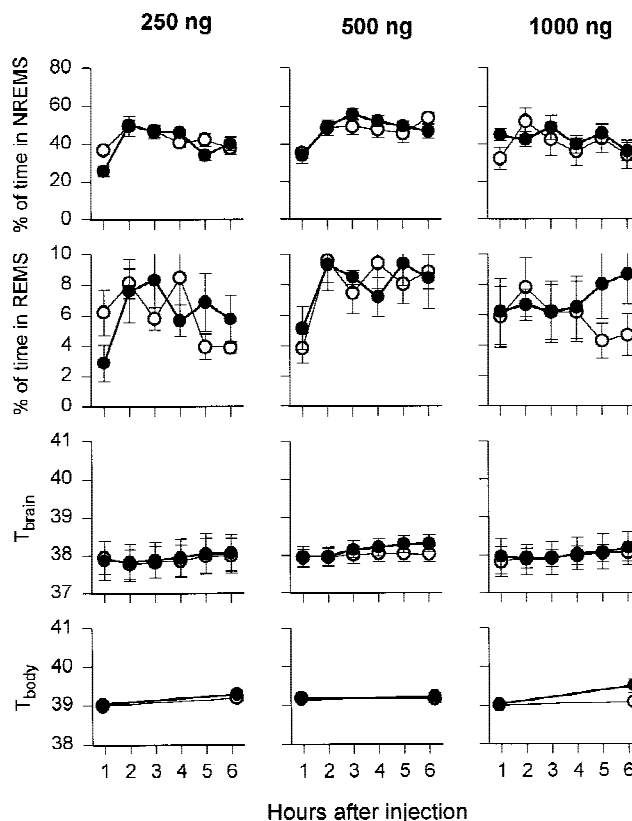 250 ng 500 ng 1000 ng
% of time in NREMS
80
60
40
20
0
% of time in REMS
10
8
6
4
2
0
Tbrain
41
40
39
38
37
Tbody
41
40
39
38
1 2 3 4 5 6 1 2 3 4 5 6 1 2 3 4 5 6
Hours after injection